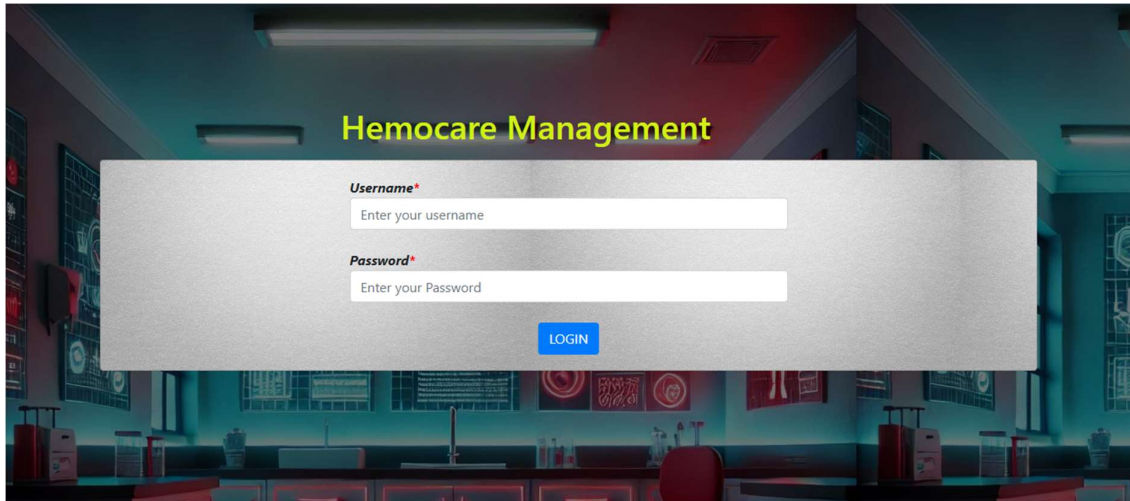 Hemocare Management
Username*
Enter your username
Password*
Enter your Password
LOGIN